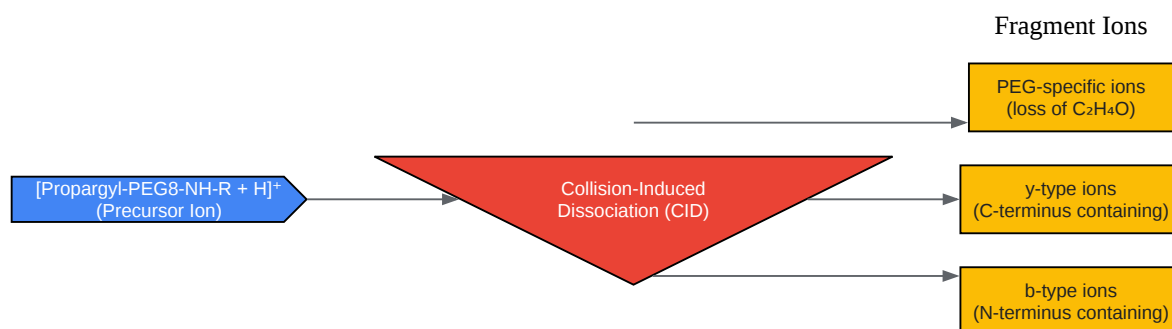 Fragment Ions
PEG-specific ions
(loss of C₂H₄O)
[Propargyl-PEG8-NH-R + H]⁺
(Precursor Ion)
Collision-Induced
Dissociation (CID)
y-type ions
(C-terminus containing)
b-type ions
(N-terminus containing)